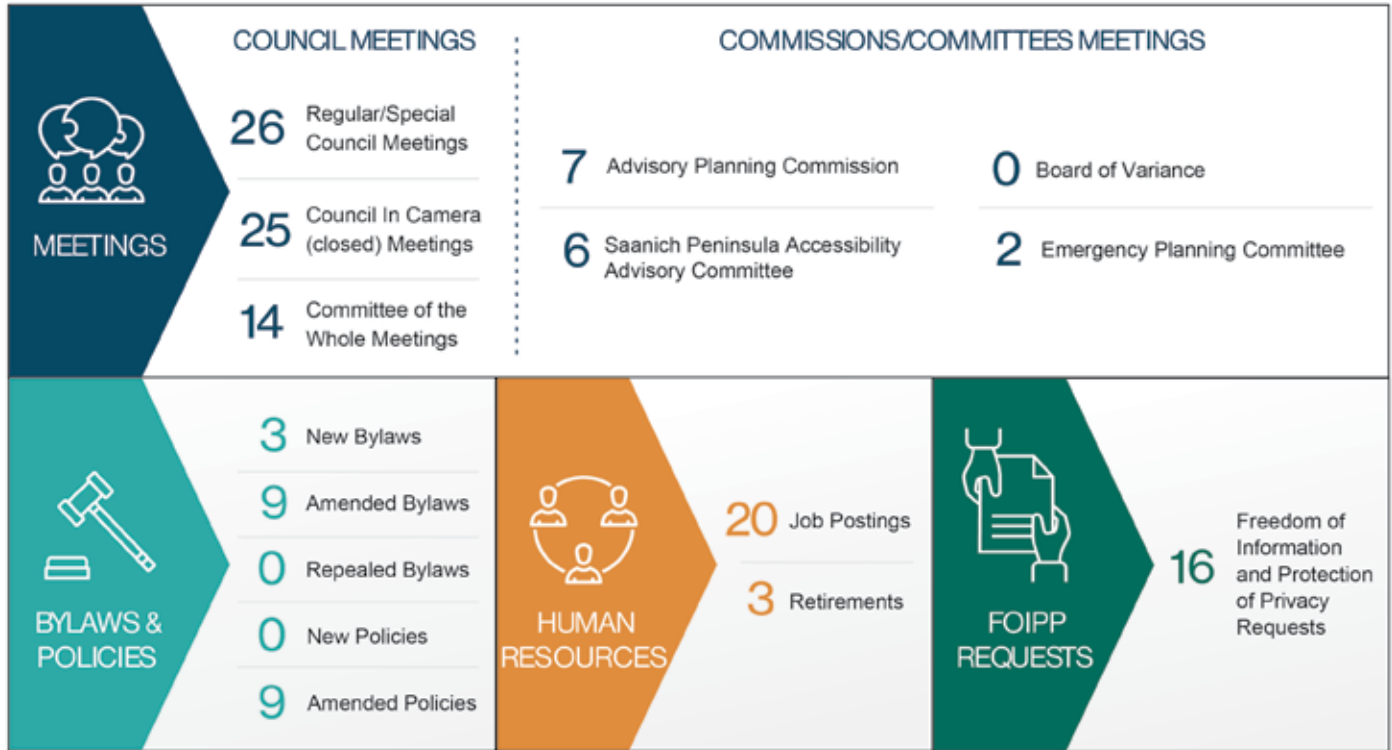 MEETINGS
COUNCIL MEETINGS
26 Regular/Special
Council Meetings
25 Council In Camera
(closed) Meetings
14 Committee of the
Whole Meetings
COMMISSIONS/COMMITTEES MEETINGS
7 Advisory Planning Commission
6 Saanich Peninsula Accessibility
Advisory Committee
0 Board of Variance
2 Emergency Planning Committee
BYLAWS &
POLICIES
3 New Bylaws
9 Amended Bylaws
0 Repealed Bylaws
0 New Policies
9 Amended Policies
HUMAN
RESOURCES
20 Job Postings
3 Retirements
FOIPP
REQUESTS
16 Freedom of
Information
and Protection
of Privacy
Requests